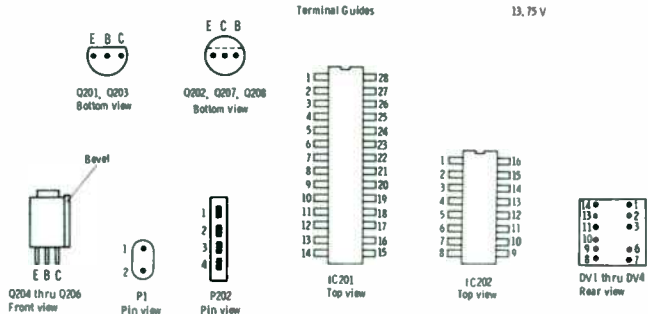 Terminal Guides
13.75 V
E B C
Q201, Q203
Bottom view
E C B
Q202, Q207, Q208
Bottom view
1 28
2 27
3 26
4 25
5 24
6 23
7 22
8 21
9 20
10 19
11 18
12 17
13 16
14 15
IC201
Top view
1 16
2 15
3 14
4 13
5 12
6 11
7 10
8 9
IC202
Top view
14 1
13 2
11 3
10
9 6
8 7
DV1 thru DV4
Rear view
Bevel
E B C
Q204 thru Q206
Front view
1
2
P1
Pin view
1
2
3
4
P202
Pin view